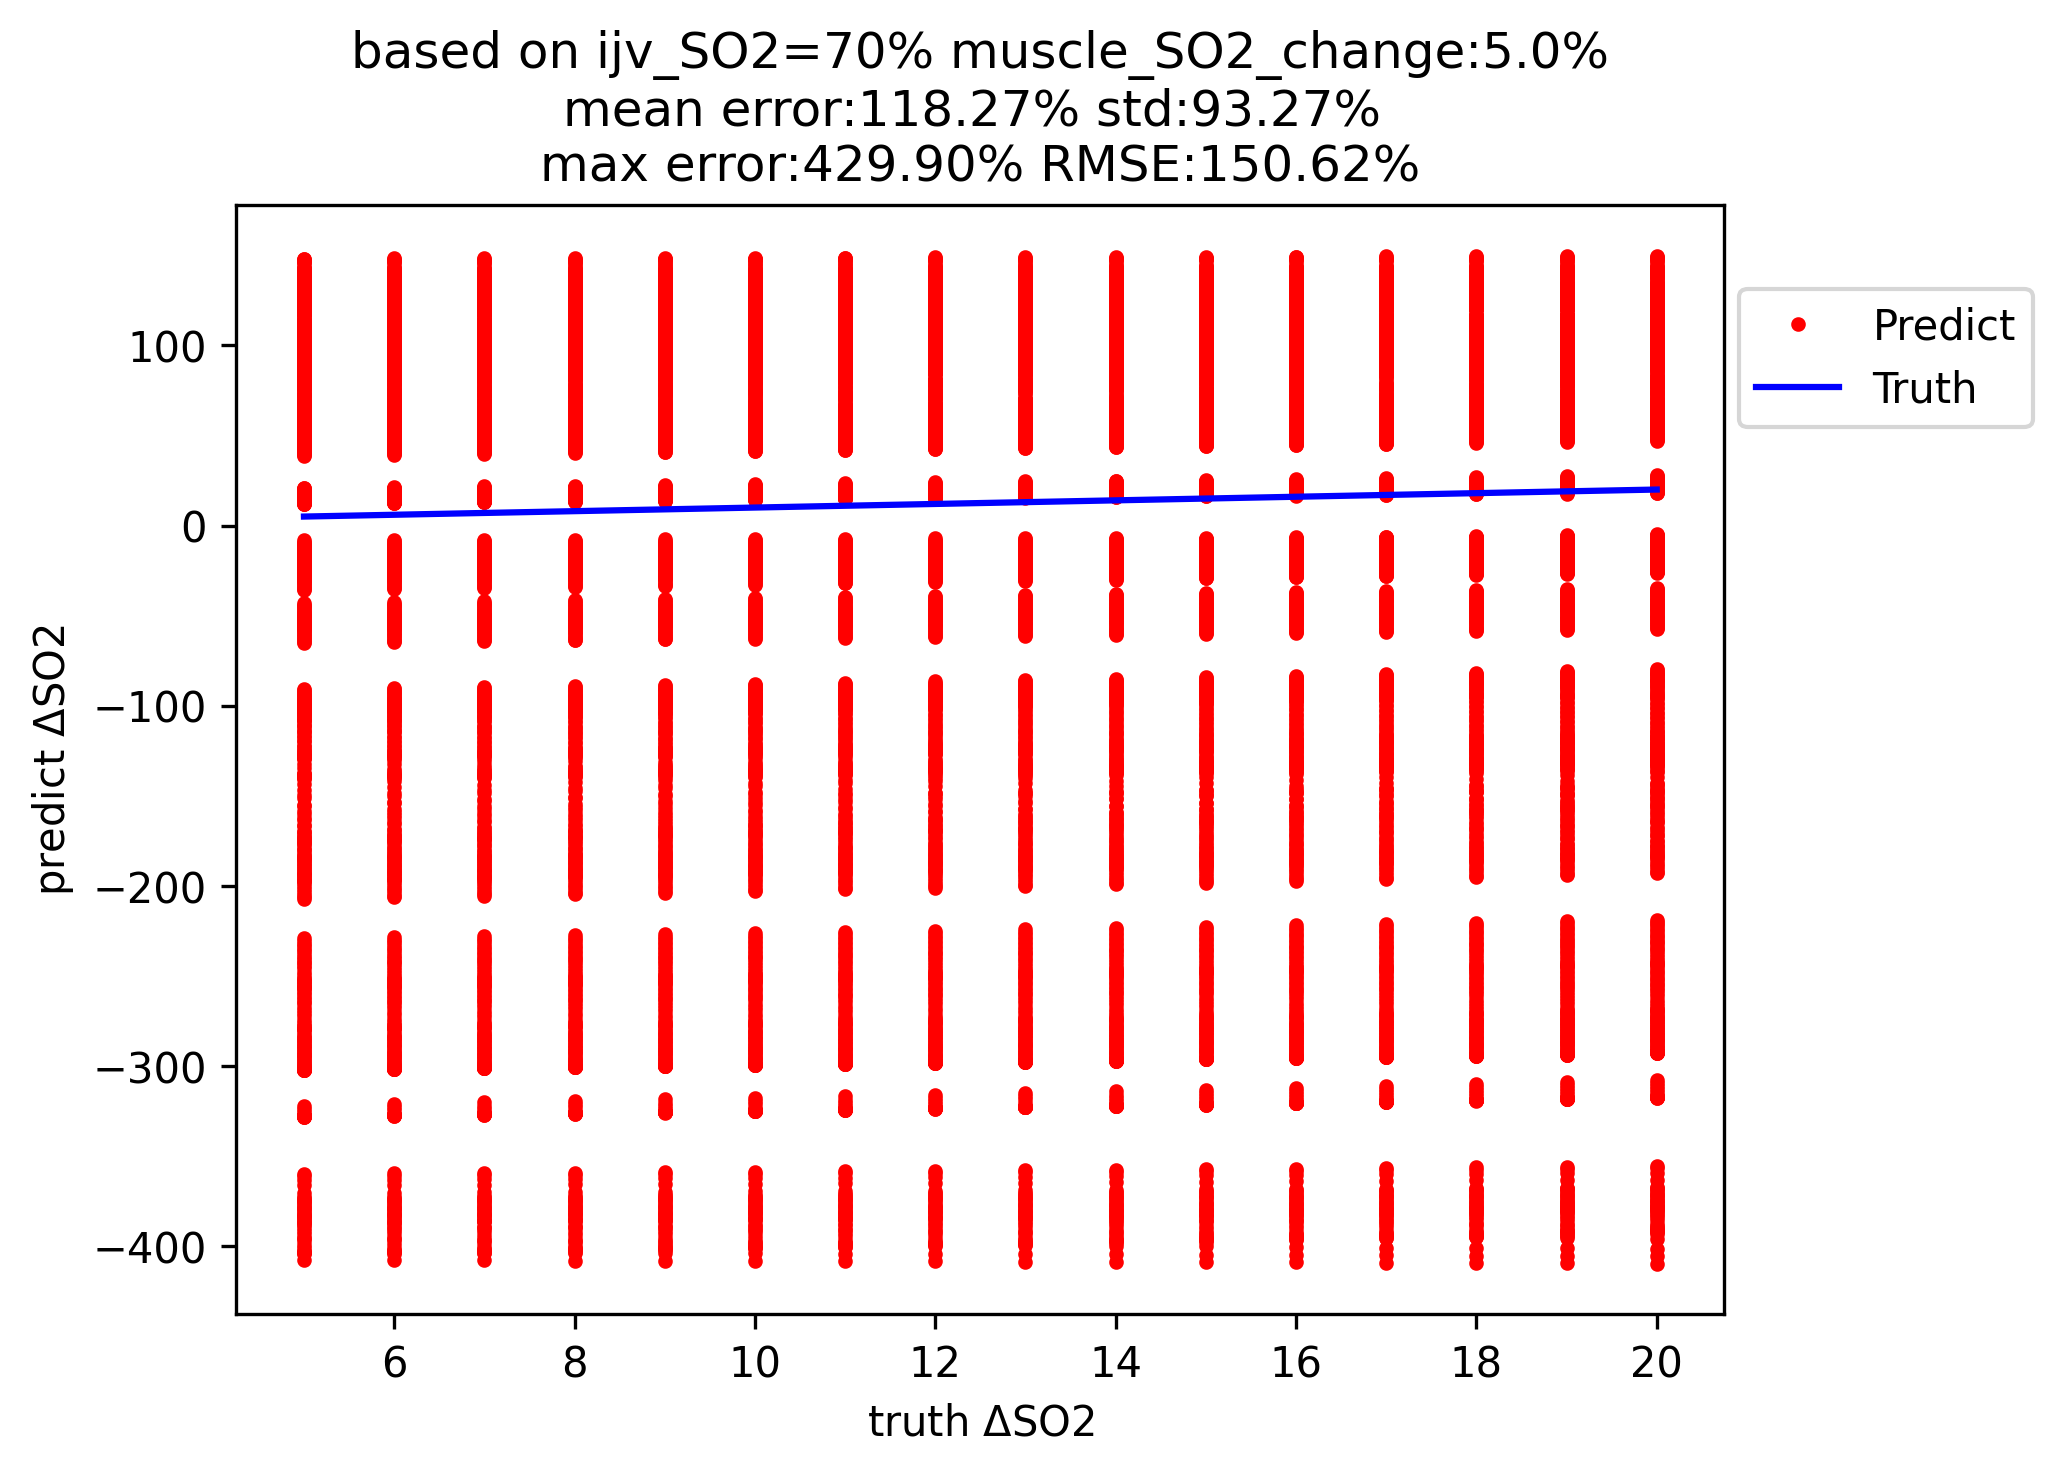 based on ijv_SO2=70% muscle_SO2_change:5.0%
mean error:118.27% std:93.27%
max error:429.90% RMSE:150.62%
Predict
Truth
predict ΔSO2
100
0
−100
−200
−300
−400
6 8 10 12 14 16 18 20
truth ΔSO2